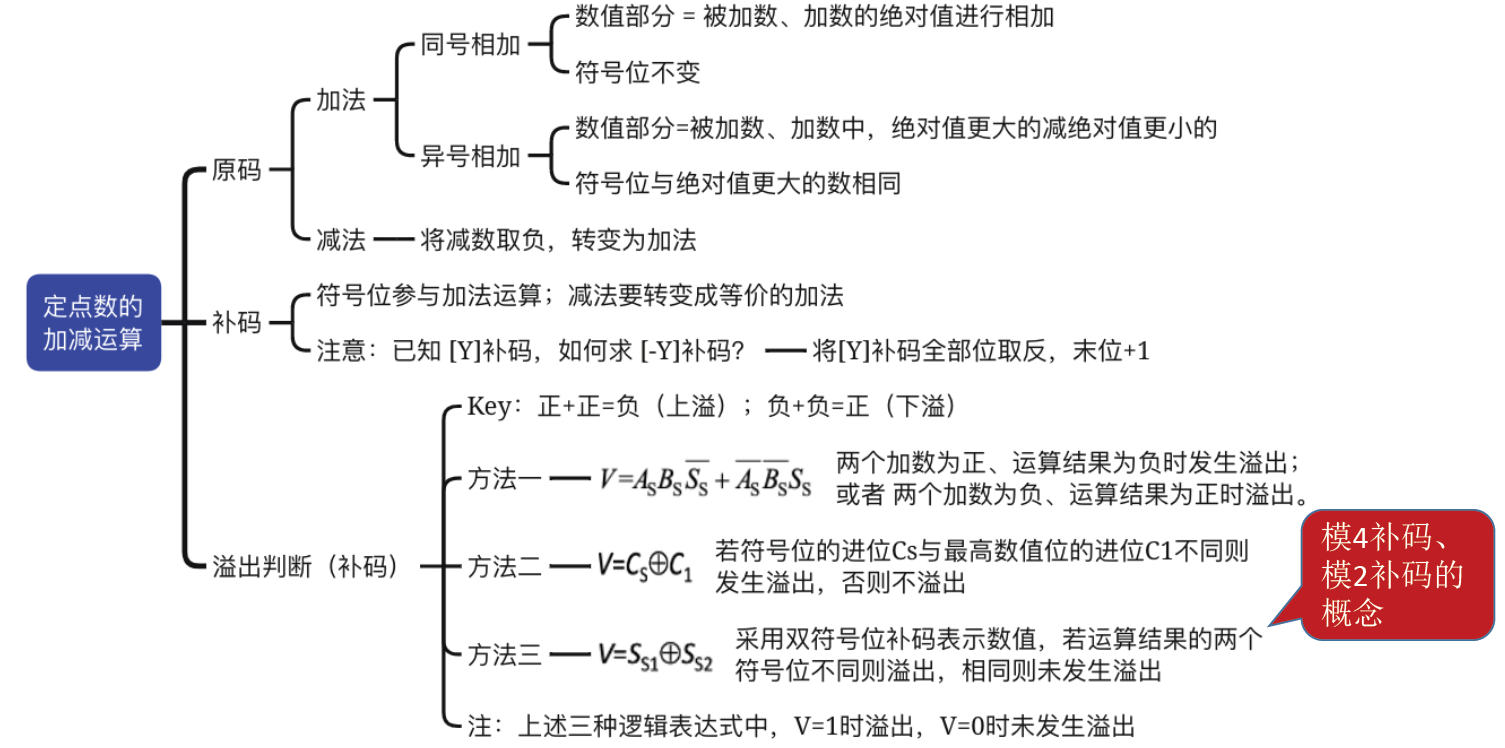 数值部分 = 被加数、加数的绝对值进行相加
同号相加
符号位不变
加法
数值部分=被加数、加数中，绝对值更大的减绝对值更小的
异号相加
原码
符号位与绝对值更大的数相同
减法
将减数取负，转变为加法
定点数的
加减运算
符号位参与加法运算；减法要转变成等价的加法
补码
注意：已知 [Y]补码，如何求 [-Y]补码？
将[Y]补码全部位取反，末位+1
Key：正+正=负（上溢）；负+负=正（下溢）
方法一
V=A_S B_S S̅_S̅ + A̅_S̅ B̅_S̅ S_S
两个加数为正、运算结果为负时发生溢出；
或者 两个加数为负、运算结果为正时溢出。
溢出判断（补码）
方法二
V=C_S⊕C_1
若符号位的进位Cs与最高数值位的进位C1不同则
发生溢出，否则不溢出
模4补码、
模2补码的
概念
方法三
V=S_S1⊕S_S2
采用双符号位补码表示数值，若运算结果的两个
符号位不同则溢出，相同则未发生溢出
注：上述三种逻辑表达式中，V=1时溢出，V=0时未发生溢出